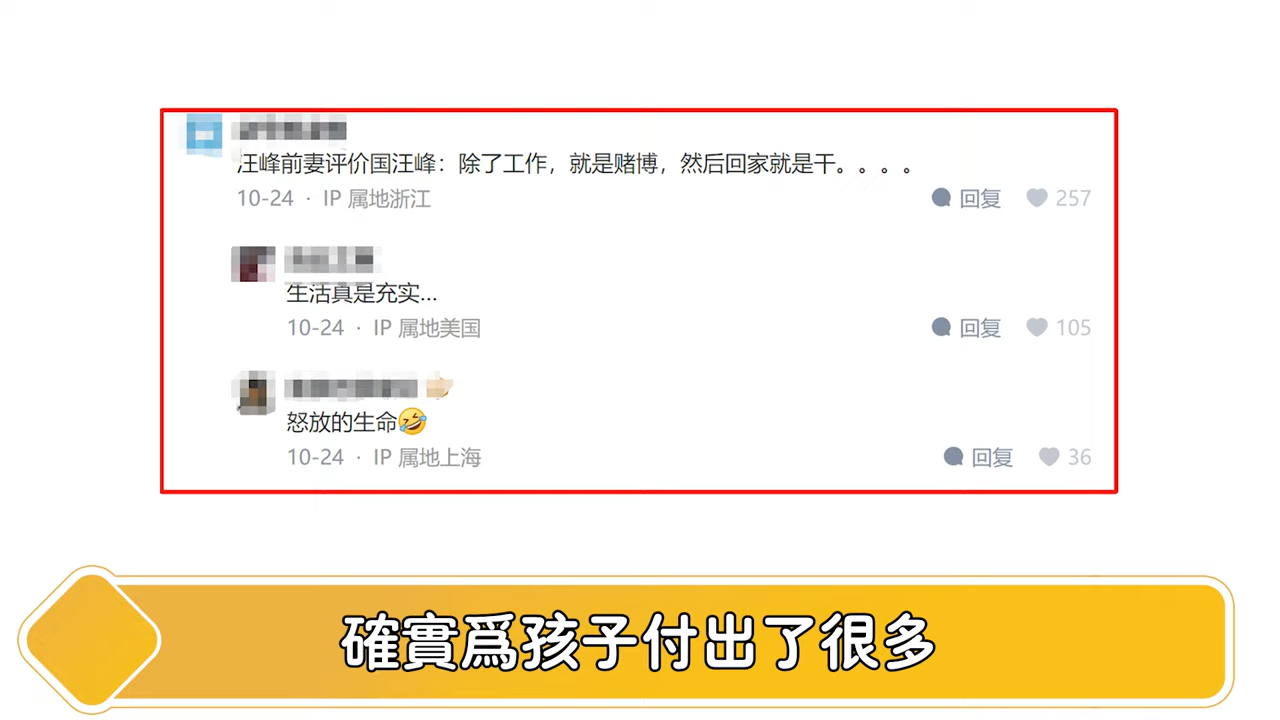 汪峰前妻评价国汪峰：除了工作，就是赌博，然后回家就是干。。。。
10-24 · IP 属地浙江 回复 257
生活真是充实...
10-24 · IP 属地美国 回复 105
怒放的生命🤣
10-24 · IP 属地上海 回复 36
確實爲孩子付出了很多